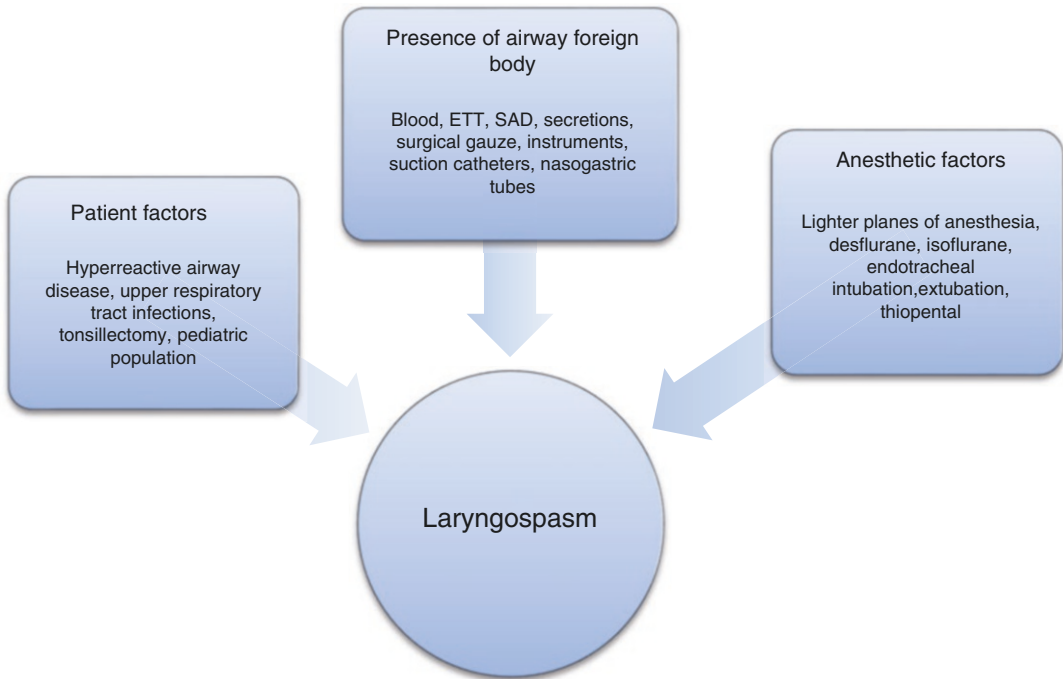 Presence of airway foreign
body
Blood, ETT, SAD, secretions,
surgical gauze, instruments,
suction catheters, nasogastric
tubes
Patient factors
Hyperreactive airway
disease, upper respiratory
tract infections,
tonsillectomy, pediatric
population
Anesthetic factors
Lighter planes of anesthesia,
desflurane, isoflurane,
endotracheal
intubation,extubation,
thiopental
Laryngospasm